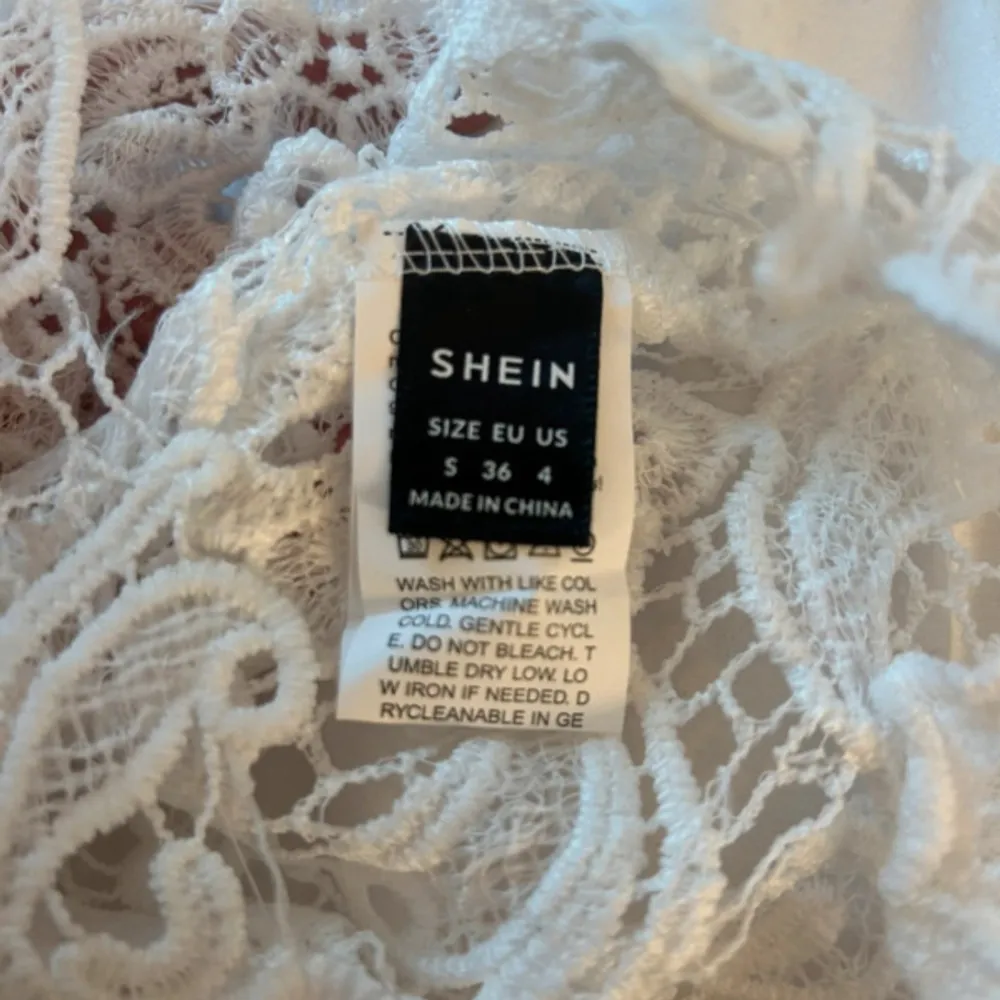 SHEIN
SIZE EU US
S 36 4
MADE IN CHINA
WASH WITH LIKE COL
ORS. MACHINE WASH
COLD. GENTLE CYCL
E. DO NOT BLEACH. T
UMBLE DRY LOW. LO
W IRON IF NEEDED. D
RYCLEANABLE IN GE